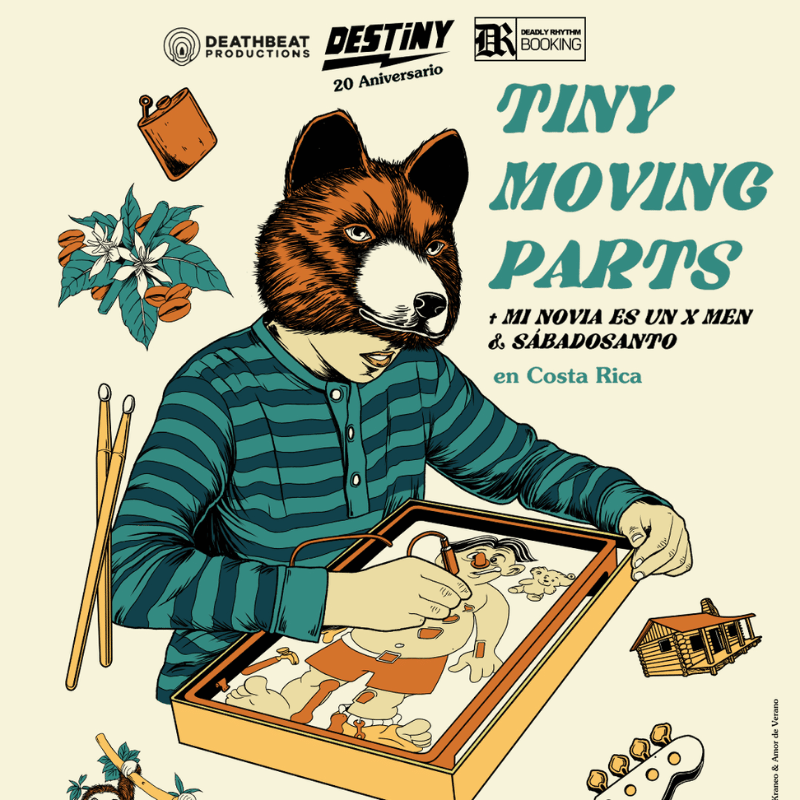 DEATHBEAT
PRODUCTIONS
DESTiNY
20 Aniversario
DR
DEADLY RHYTHM
BOOKING
TINY
MOVING
PARTS
+ MI NOVIA ES UN X MEN
& SÁBADOSANTO
en Costa Rica
Kraneo & Amor de Verano